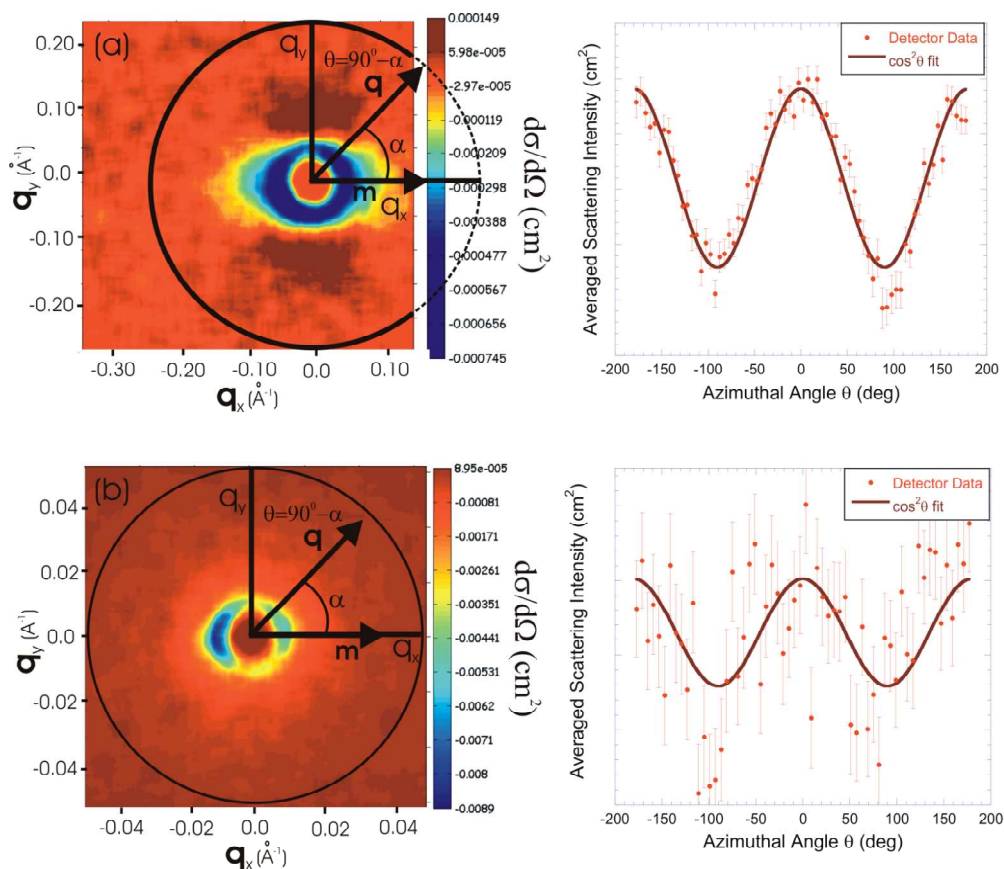 (a)
q_y
θ=90⁰−α
q
α
m
q_x
0.20
0.10
0.0
-0.10
-0.20
q_y (Å⁻¹)
-0.30
-0.20
-0.10
0.0
0.10
q_x (Å⁻¹)
0.000149
5.98e-005
-2.97e-005
-0.000119
-0.000209
-0.000298
-0.000388
-0.000477
-0.000567
-0.000656
-0.000745
dσ/dΩ (cm²)
Detector Data
cos²θ fit
Averaged Scattering Intensity (cm²)
-200
-150
-100
-50
0
50
100
150
200
Azimuthal Angle θ (deg)
(b)
q_y
θ=90⁰−α
q
α
m
q_x
0.04
0.02
0.0
-0.02
-0.04
q_y (Å⁻¹)
-0.04
-0.02
0.0
0.02
0.04
q_x (Å⁻¹)
8.95e-005
-0.00081
-0.00171
-0.00261
-0.00351
-0.00441
-0.00531
-0.0062
-0.0071
-0.008
-0.0089
dσ/dΩ (cm²)
Detector Data
cos²θ fit
Averaged Scattering Intensity (cm²)
-200
-150
-100
-50
0
50
100
150
200
Azimuthal Angle θ (deg)